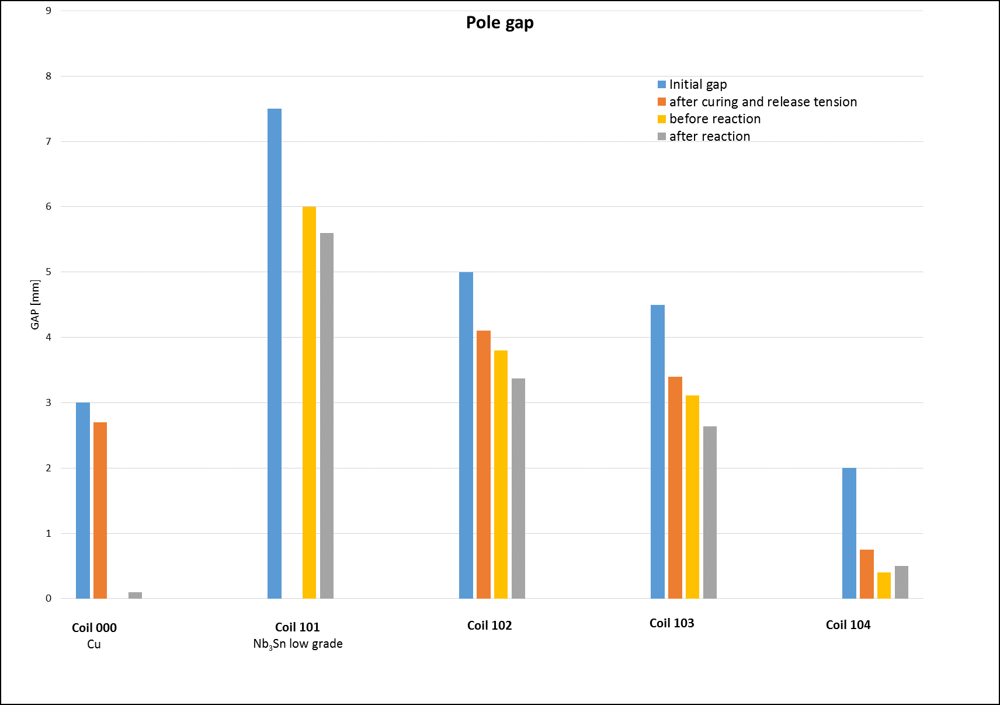 Pole gap
9
8
7
6
5
4
3
2
1
0
GAP [mm]
Initial gap
after curing and release tension
before reaction
after reaction
Coil 000
Cu
Coil 101
Nb₃Sn low grade
Coil 102
Coil 103
Coil 104